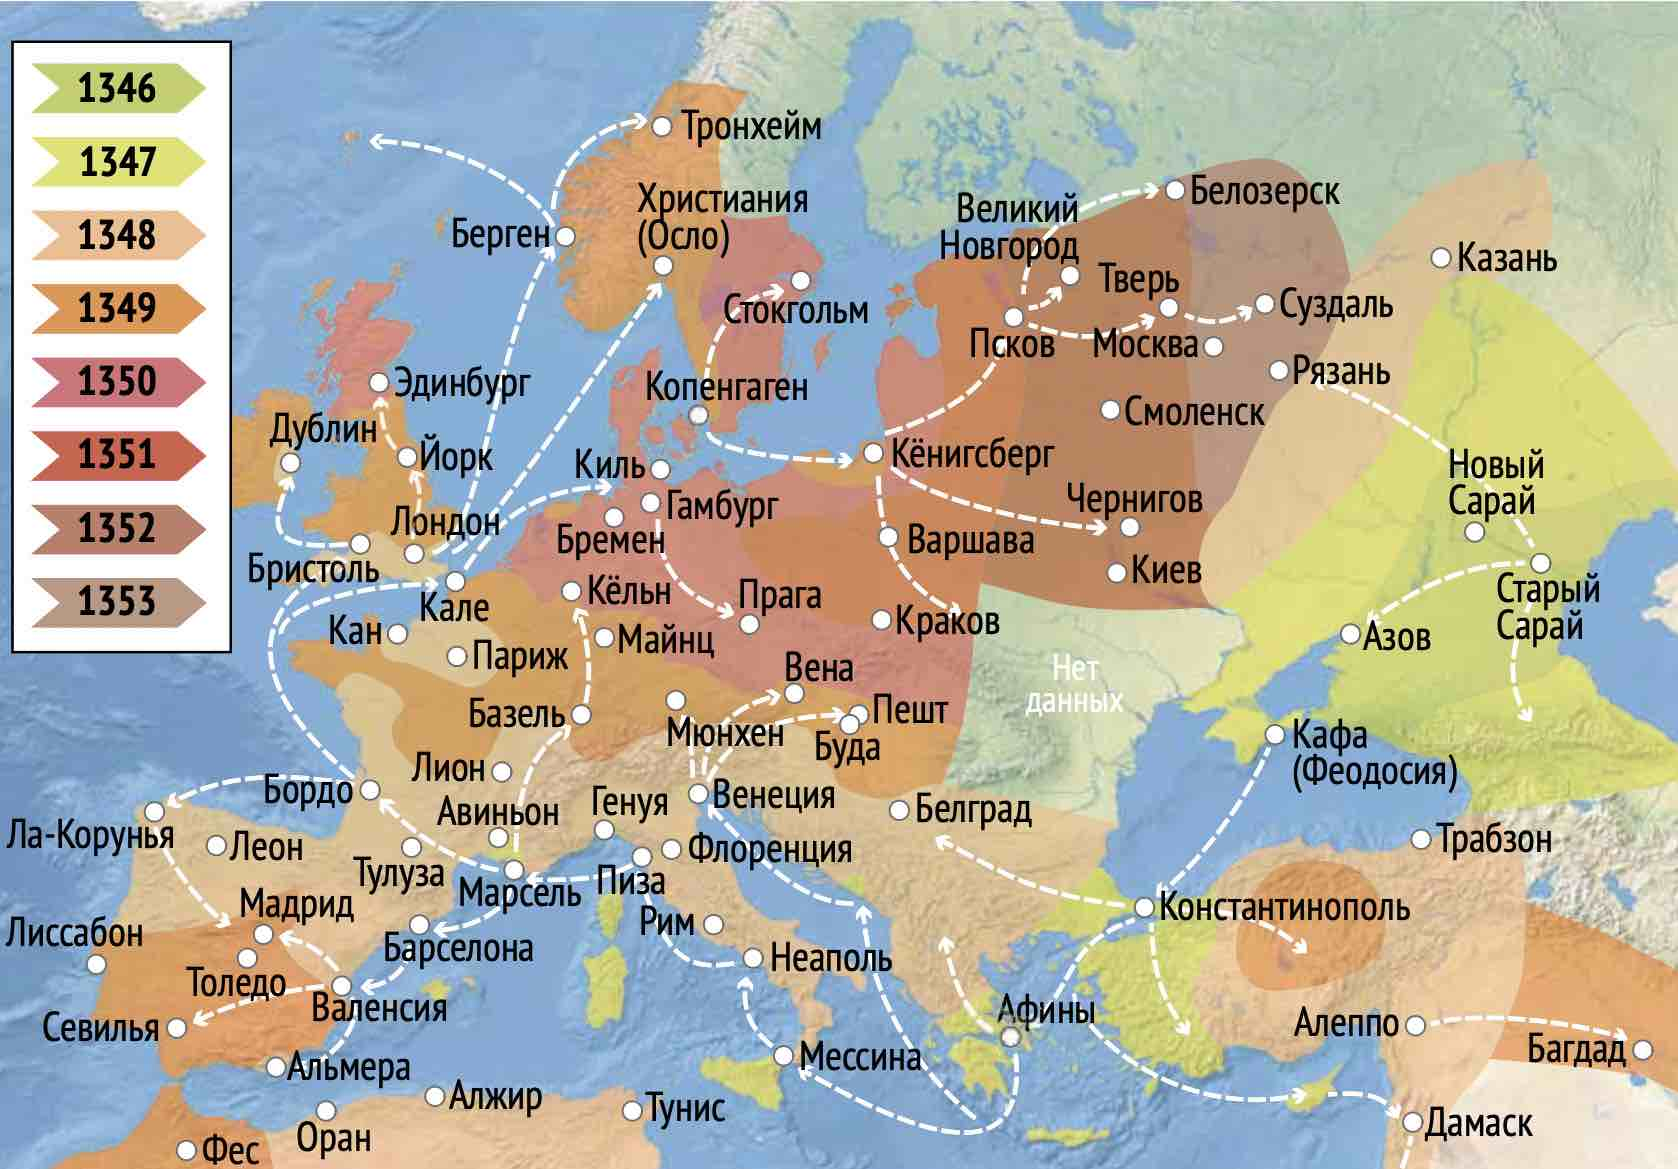 1346
1347
1348
1349
1350
1351
1352
1353
Тронхейм
Христиания
(Осло)
Берген
Стокгольм
Великий
Новгород
Белозерск
Тверь
Казань
Суздаль
Псков
Москва
Рязань
Эдинбург
Копенгаген
Дублин
Йорк
Смоленск
Киль
Кёнигсберг
Новый
Сарай
Гамбург
Чернигов
Лондон
Бремен
Варшава
Бристоль
Киев
Кёльн
Прага
Старый
Сарай
Кале
Краков
Кан
Майнц
Азов
Париж
Вена
Нет
данных
Базель
Мюнхен
Пешт
Буда
Кафа
(Феодосия)
Лион
Бордо
Генуя
Венеция
Авиньон
Белград
Ла-Корунья
Леон
Трабзон
Флоренция
Тулуза
Марсель
Пиза
Мадрид
Константинополь
Рим
Лиссабон
Барселона
Неаполь
Толедо
Валенсия
Афины
Севилья
Алеппо
Багдад
Мессина
Альмера
Алжир
Тунис
Дамаск
Оран
Фес